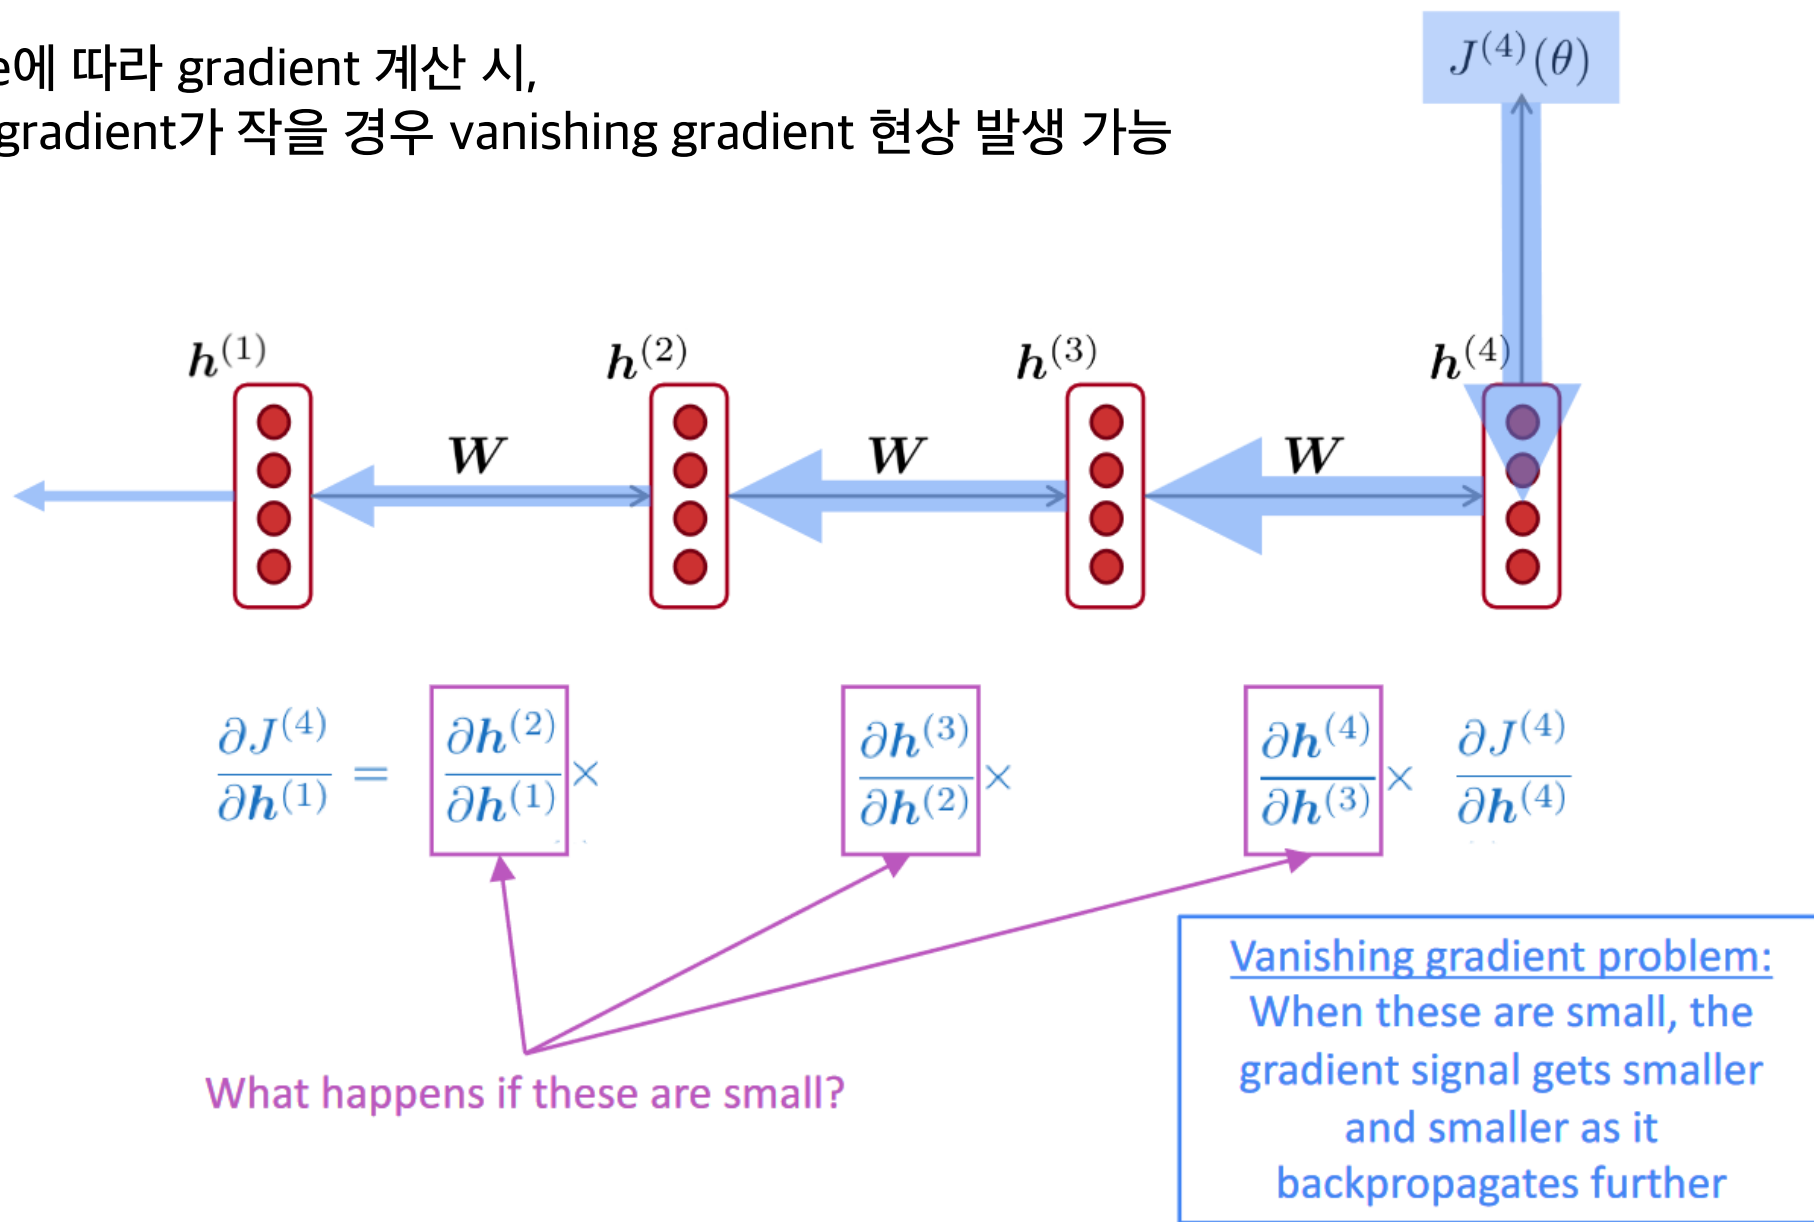 e에 따라 gradient 계산 시,
gradient가 작을 경우 vanishing gradient 현상 발생 가능
J⁽⁴⁾(θ)
h⁽¹⁾ h⁽²⁾ h⁽³⁾ h⁽⁴⁾
W W W
∂J⁽⁴⁾/∂h⁽¹⁾ = ∂h⁽²⁾/∂h⁽¹⁾ × ∂h⁽³⁾/∂h⁽²⁾ × ∂h⁽⁴⁾/∂h⁽³⁾ × ∂J⁽⁴⁾/∂h⁽⁴⁾
What happens if these are small?
Vanishing gradient problem:
When these are small, the
gradient signal gets smaller
and smaller as it
backpropagates further